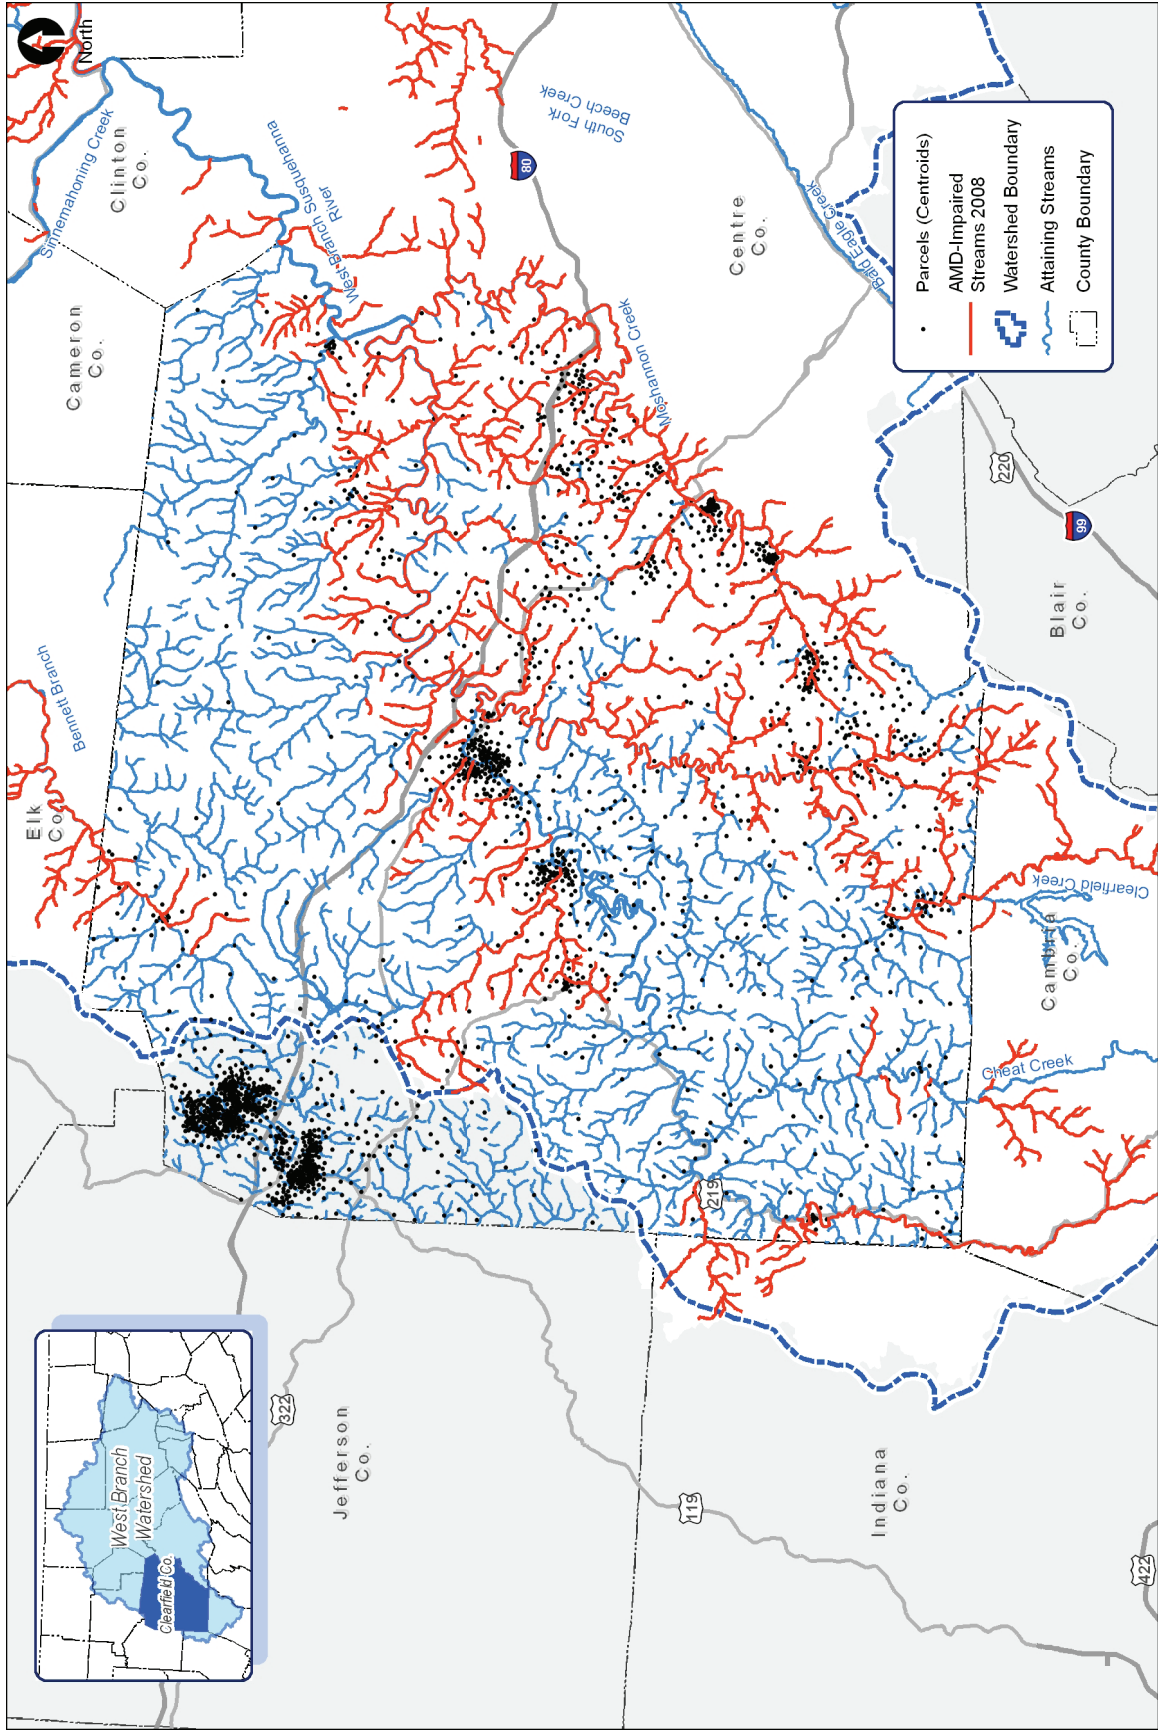 West Branch
Watershed
Clearfield Co.
322
Jefferson
Co.
119
Indiana
Co.
422
219
Elk
Co.
Bennett Branch
Cameron
Co.
Sinnemahoning Creek
Clinton
Co.
North
West Branch Susquehanna
River
South Fork
Beech Creek
80
Centre
Co.
Moshannon Creek
Bald Eagle Creek
220
99
Blair
Co.
Clearfield Creek
Cambria
Co.
Cheat Creek
Parcels (Centroids)
AMD-Impaired
Streams 2008
Watershed Boundary
Attaining Streams
County Boundary